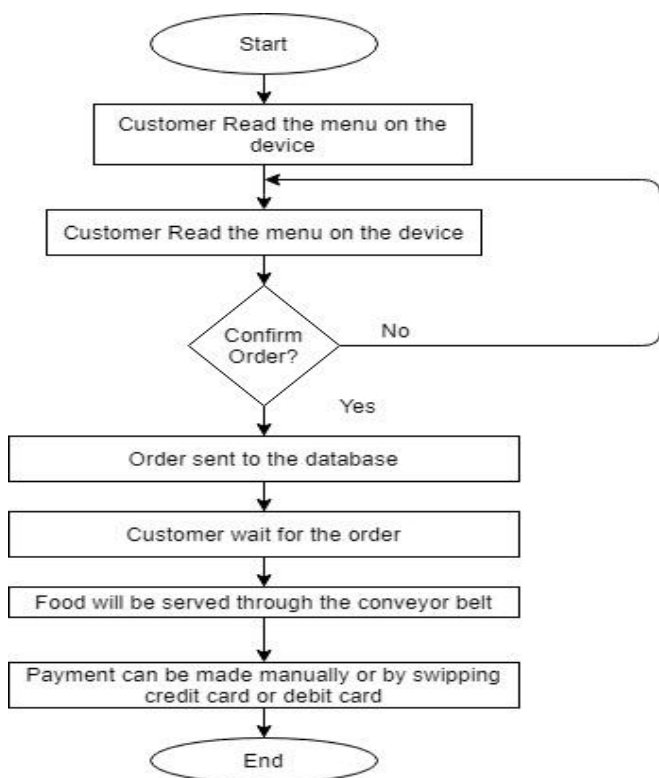 Start
Customer Read the menu on the
device
Customer Read the menu on the device
Confirm
Order?
No
Yes
Order sent to the database
Customer wait for the order
Food will be served through the conveyor belt
Payment can be made manually or by swipping
credit card or debit card
End